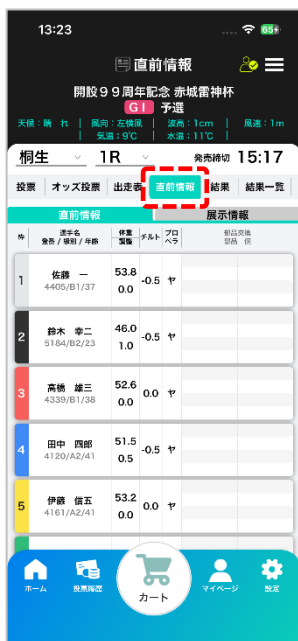 13:23
65
直前情報
開設99周年記念 赤城雷神杯
GⅠ 予選
天候：晴 れ | 風向：左横風 | 波高：1cm | 風速：1m
気温：9℃ | 水温：11℃
桐生 1R 発売締切 15:17
投票 オッズ投票 出走表 直前情報 結果 結果一覧
直前情報 展示情報
枠 選手名 体重 チルト プロ 部品交換
登番 / 級別 / 年齢 調整 ペラ
1 佐藤 一 53.8 -0.5 ヤ
4405/B1/37 0.0
2 鈴木 幸二 46.0 -0.5 ヤ
5184/B2/23 1.0
3 高橋 雄三 52.6 0.0 ヤ
4339/B1/38 0.0
4 田中 四郎 51.5 -0.5 ヤ
4120/A2/41 0.5
5 伊藤 信五 53.2 0.0 ヤ
4161/A2/41 0.0
ホーム 投票履歴 カート マイページ 設定